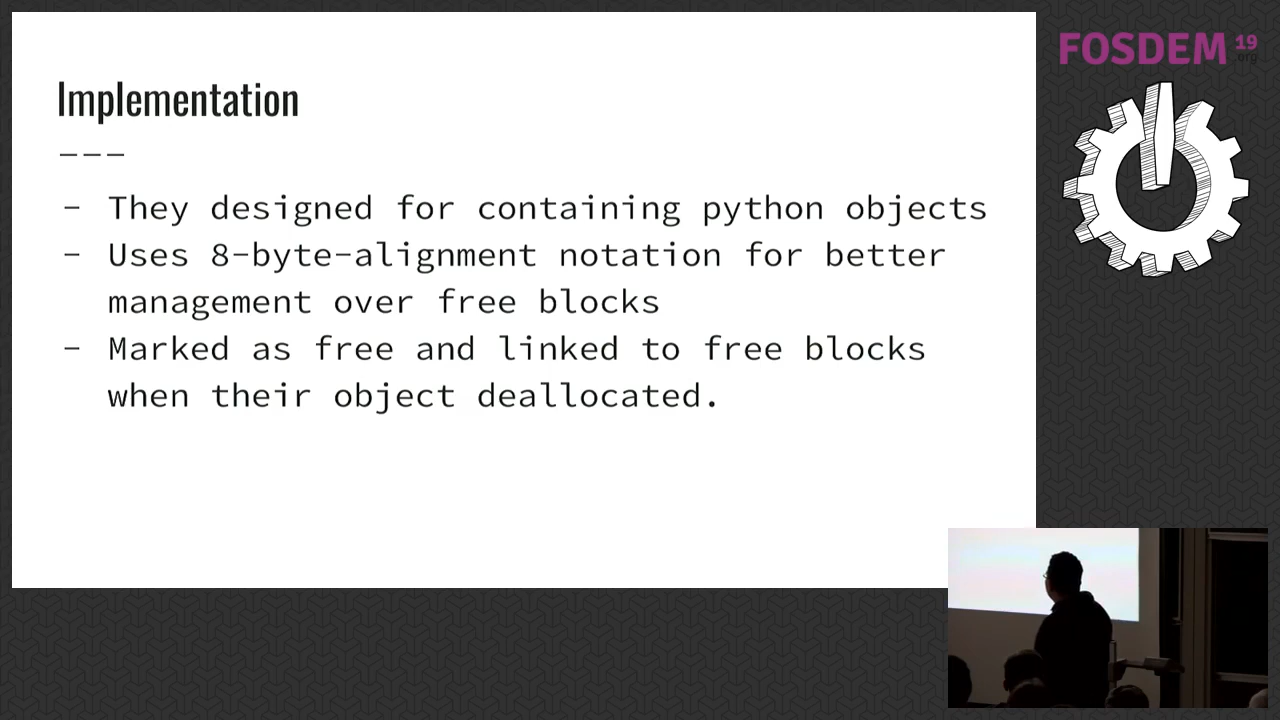 Implementation
---
- They designed for containing python objects
- Uses 8-byte-alignment notation for better
management over free blocks
- Marked as free and linked to free blocks
when their object deallocated.
FOSDEM 19
.org